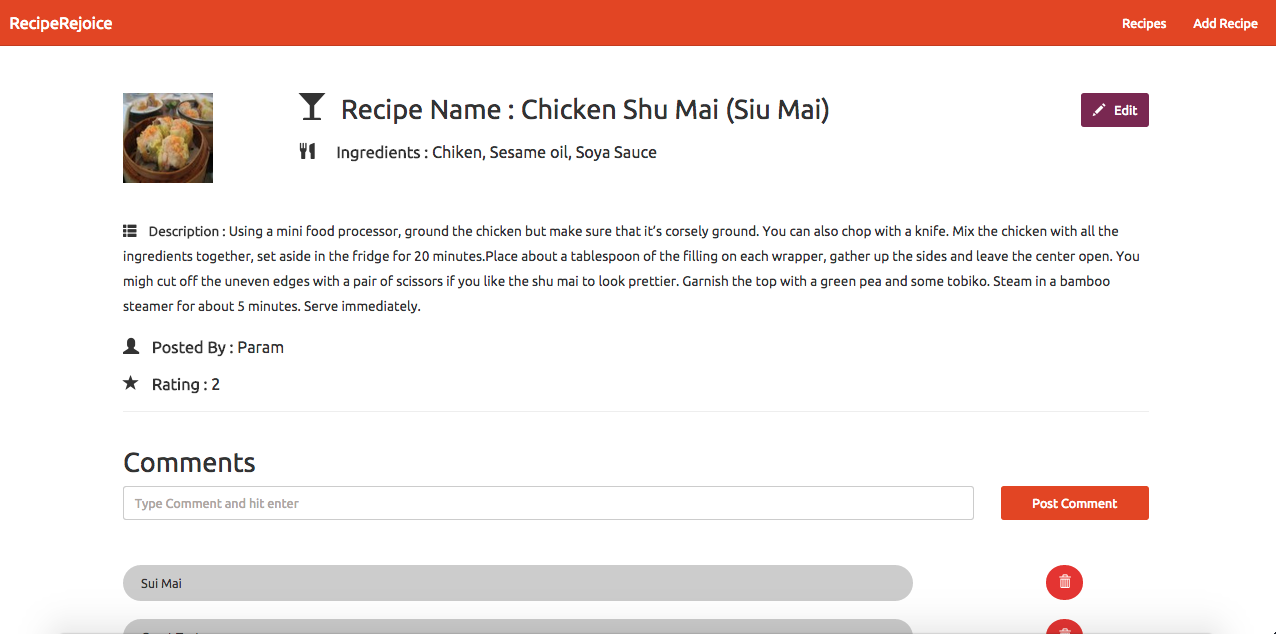 RecipeRejoice
Recipes
Add Recipe
Recipe Name : Chicken Shu Mai (Siu Mai)
Edit
Ingredients : Chiken, Sesame oil, Soya Sauce
Description : Using a mini food processor, ground the chicken but make sure that it’s corsely ground. You can also chop with a knife. Mix the chicken with all the
ingredients together, set aside in the fridge for 20 minutes.Place about a tablespoon of the filling on each wrapper, gather up the sides and leave the center open. You
migh cut off the uneven edges with a pair of scissors if you like the shu mai to look prettier. Garnish the top with a green pea and some tobiko. Steam in a bamboo
steamer for about 5 minutes. Serve immediately.
Posted By : Param
Rating : 2
Comments
Type Comment and hit enter
Post Comment
Sui Mai